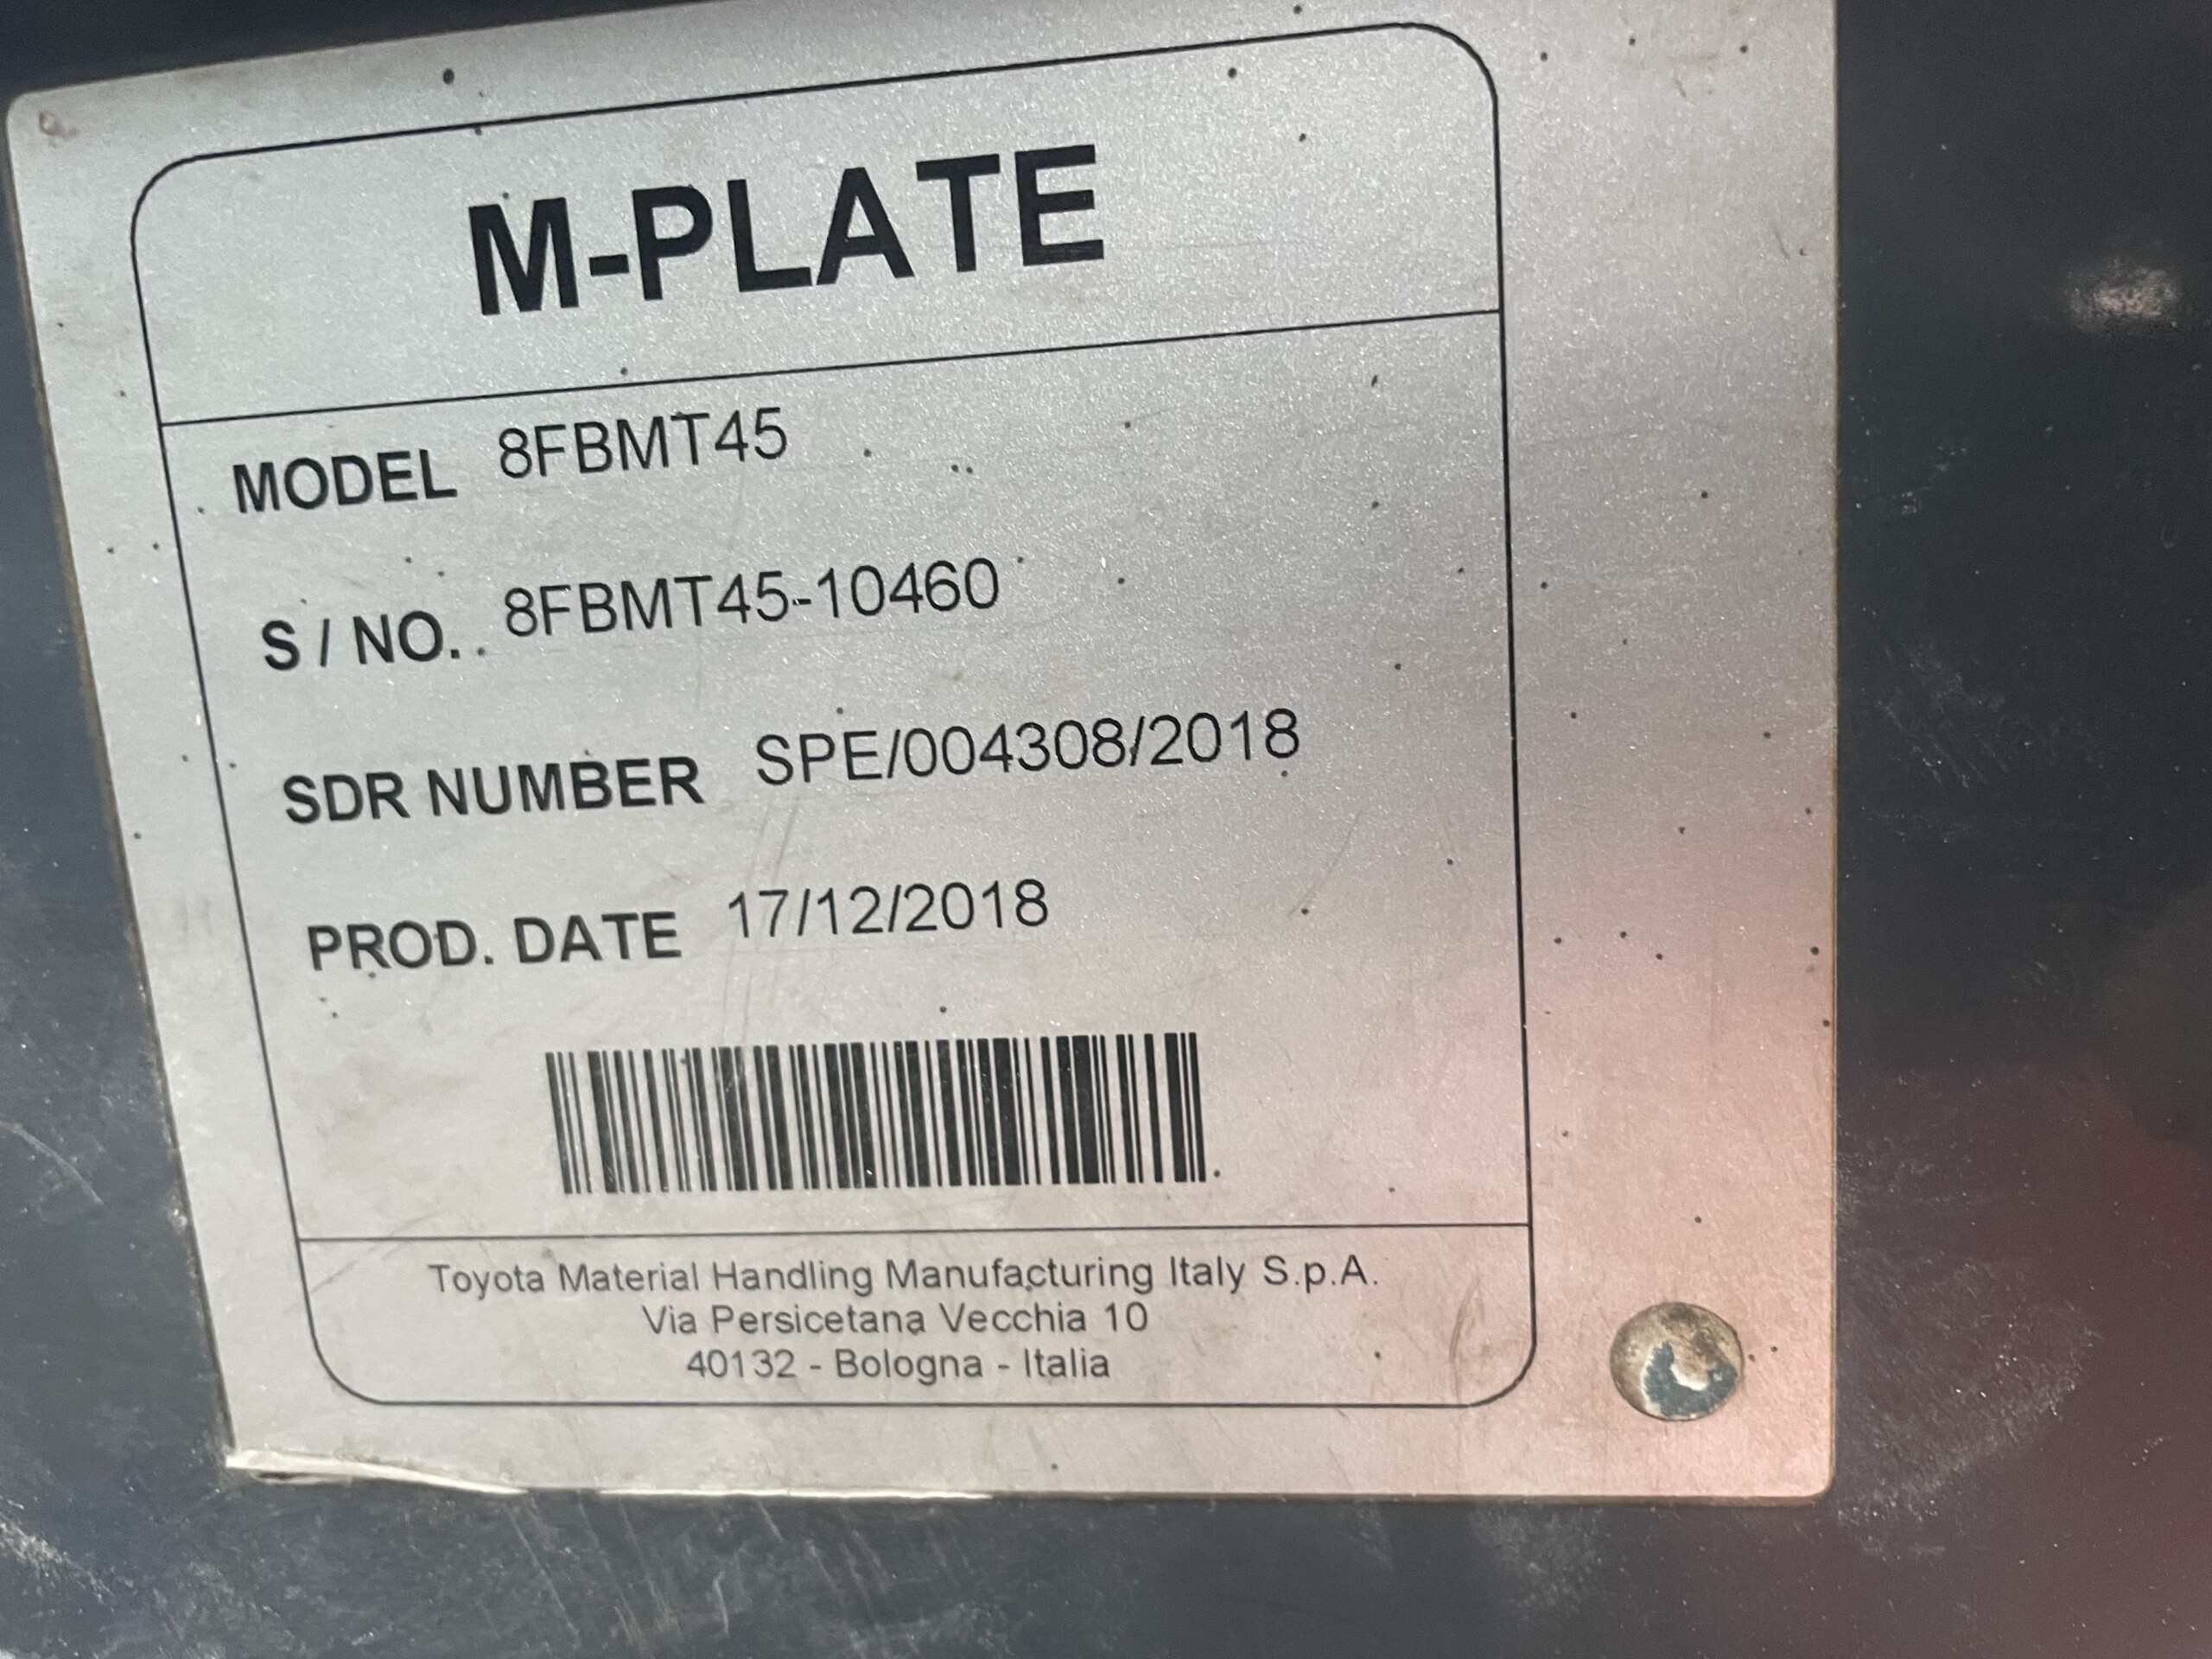 M-PLATE
MODEL 8FBMT45
S / NO. 8FBMT45-10460
SDR NUMBER SPE/004308/2018
PROD. DATE 17/12/2018
Toyota Material Handling Manufacturing Italy S.p.A.
Via Persicetana Vecchia 10
40132 - Bologna - Italia